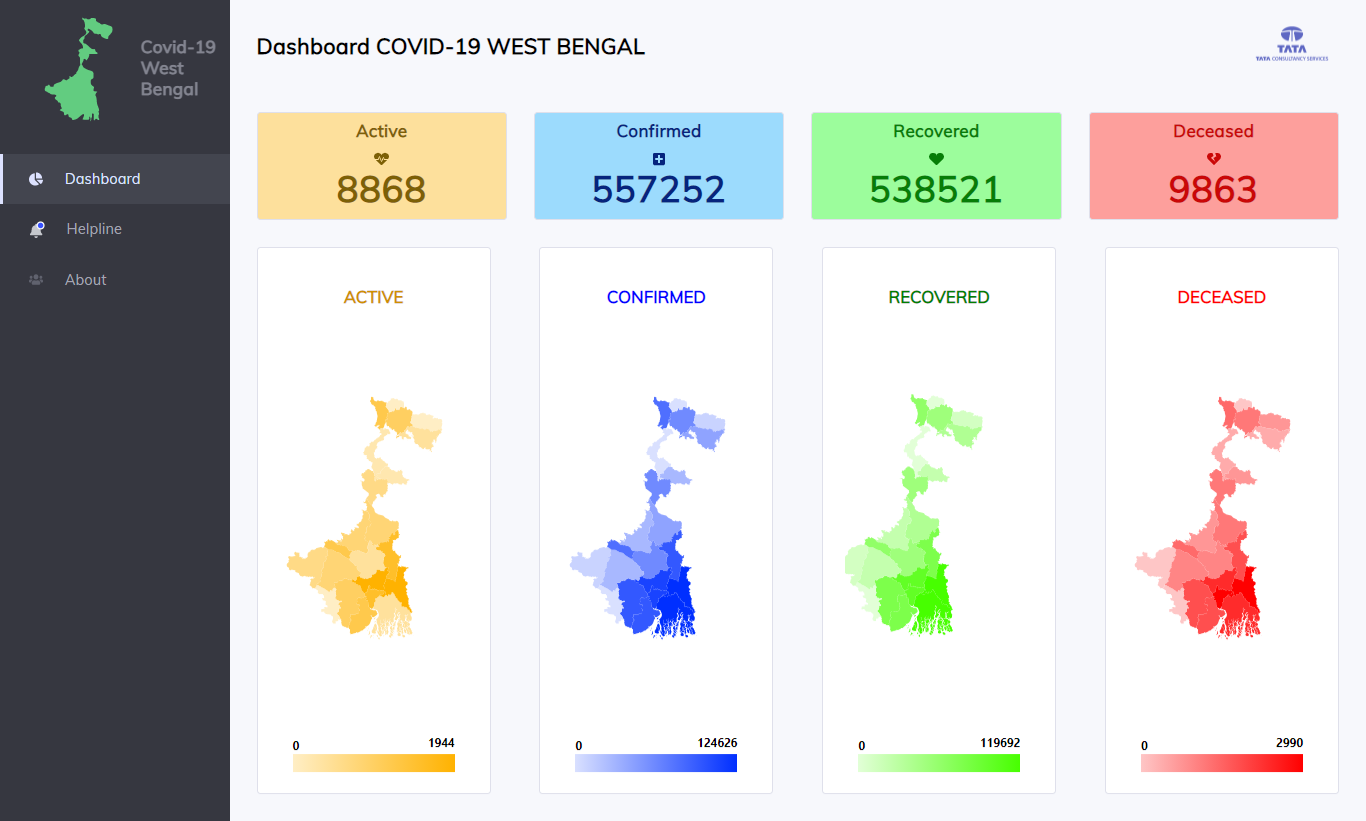 Covid-19
West
Bengal
Dashboard
Helpline
About
Dashboard COVID-19 WEST BENGAL
TATA
TATA CONSULTANCY SERVICES
Active
8868
Confirmed
557252
Recovered
538521
Deceased
9863
ACTIVE
0 1944
CONFIRMED
0 124626
RECOVERED
0 119692
DECEASED
0 2990